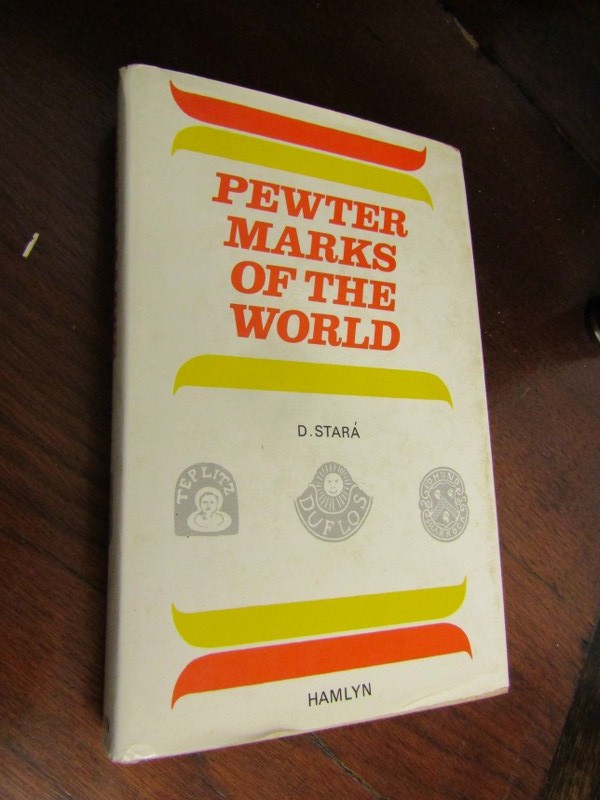 PEWTER
MARKS
OF THE
WORLD
D. STARÁ
TEPLITZ
DUFLOS
HAMLYN